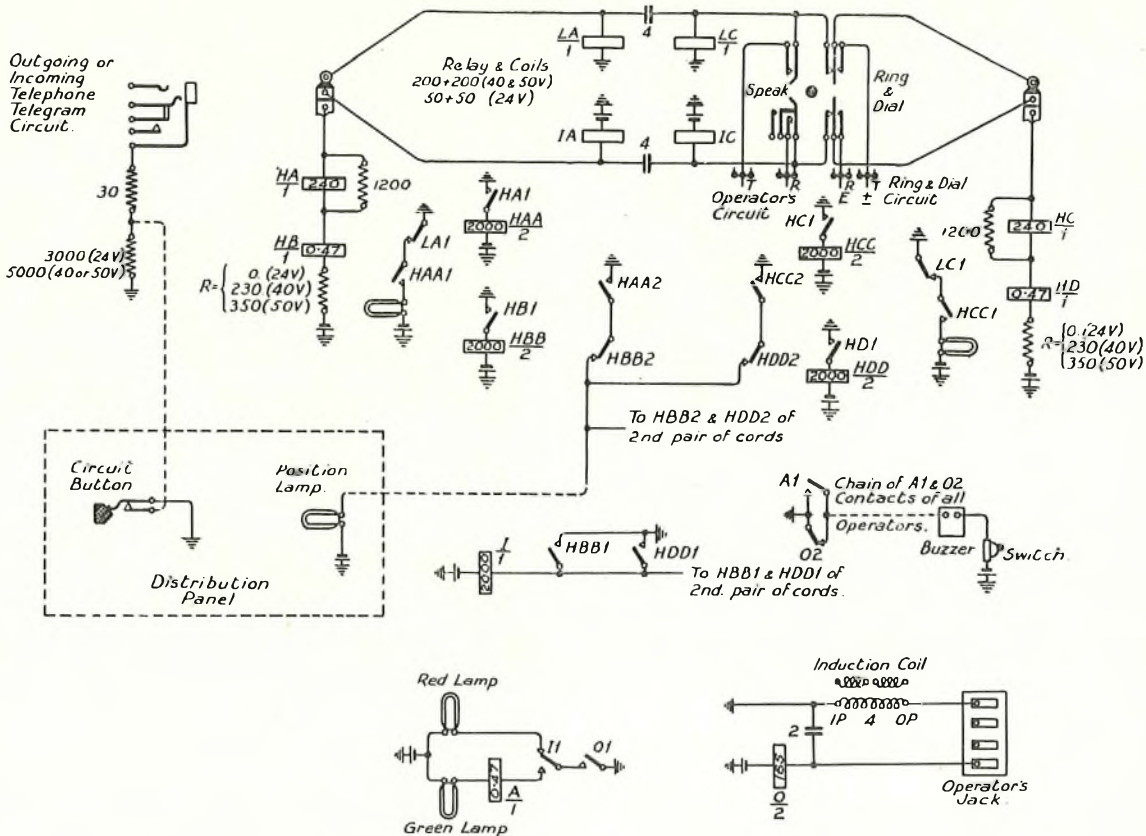 Outgoing or
Incoming
Telephone
Telegram
Circuit.
30
3000 (24V)
5000 (40 or 50V)
HA
1
240
1200
HB
1
0.47
R=
0. (24V)
230 (40V)
350 (50V)
LA1
HAA1
HA1
2000
HAA
2
HB1
2000
HBB
2
LA
1
4
LC
1
Relay & Coils
200+200 (40 & 50V)
50+50 (24V)
IA
4
IC
Speak
Ring
&
Dial
T
R
R
E
T
±
Operator's
Circuit
Ring & Dial
Circuit
HAA2
HBB2
HCC2
HDD2
HC1
2000
HCC
2
HD1
2000
HDD
2
LC1
HCC1
1200
240
HC
1
0.47
HD
1
R=
0. (24V)
230 (40V)
350 (50V)
To HBB2 & HDD2 of
2nd pair of cords
Circuit
Button
Position
Lamp.
Distribution
Panel
I
1
2000
HBB1
HDD1
To HBB1 & HDD1 of
2nd. pair of cords.
A1
O2
Chain of A1 & O2
Contacts of all
Operators.
Buzzer
Switch.
Red Lamp
Green Lamp
0.47
A
1
I1
O1
Induction Coil
1P
4
OP
2
165
O
2
Operator's
Jack.